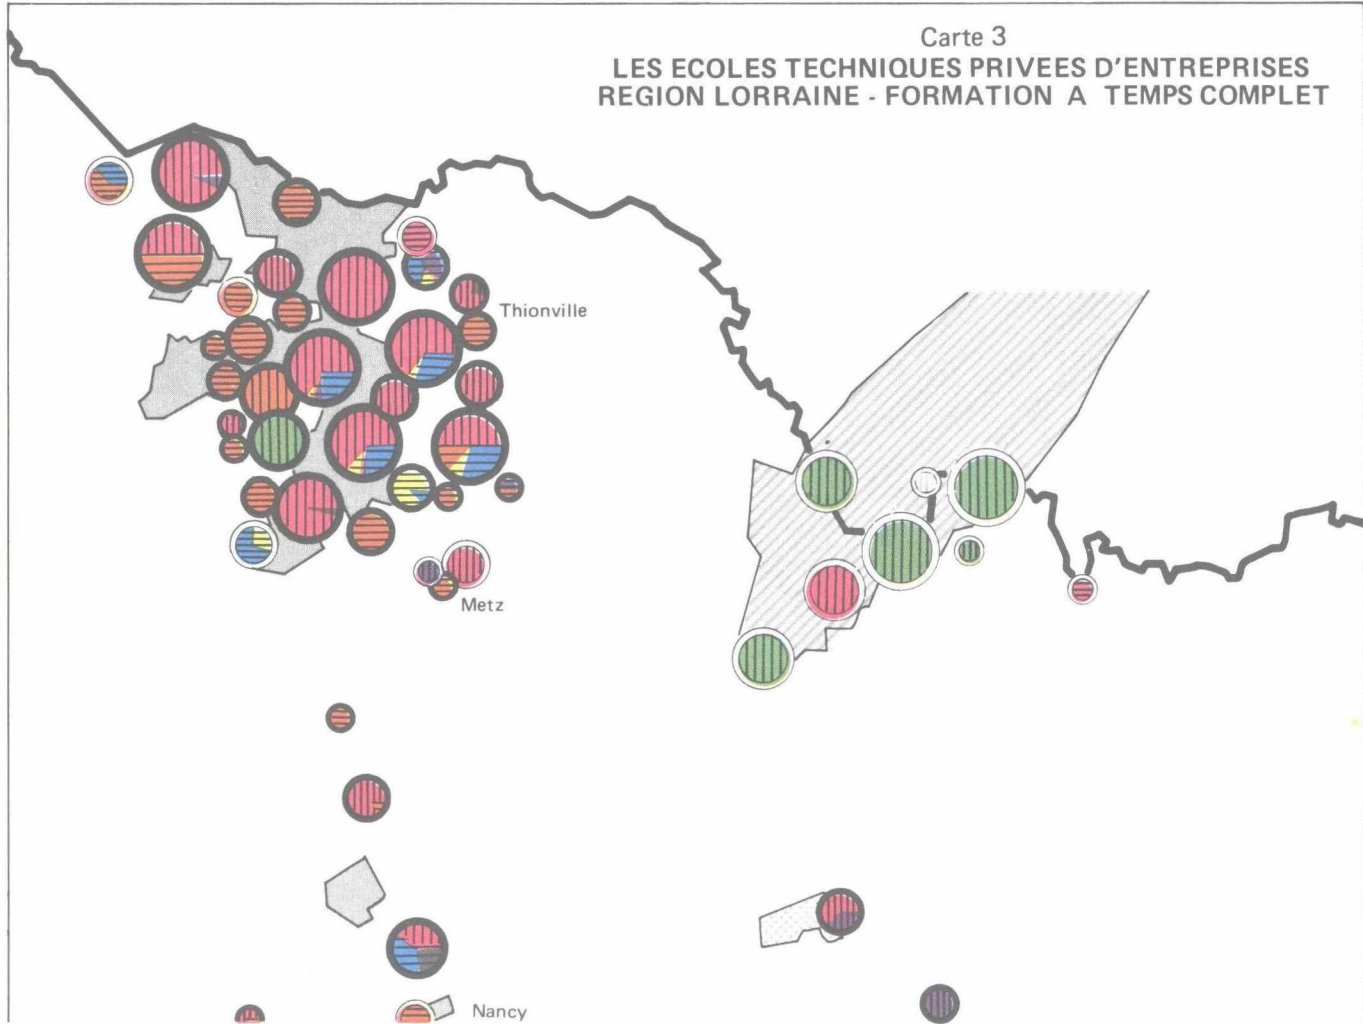 Carte 3
LES ECOLES TECHNIQUES PRIVEES D'ENTREPRISES
REGION LORRAINE - FORMATION A TEMPS COMPLET
Thionville
Metz
Nancy